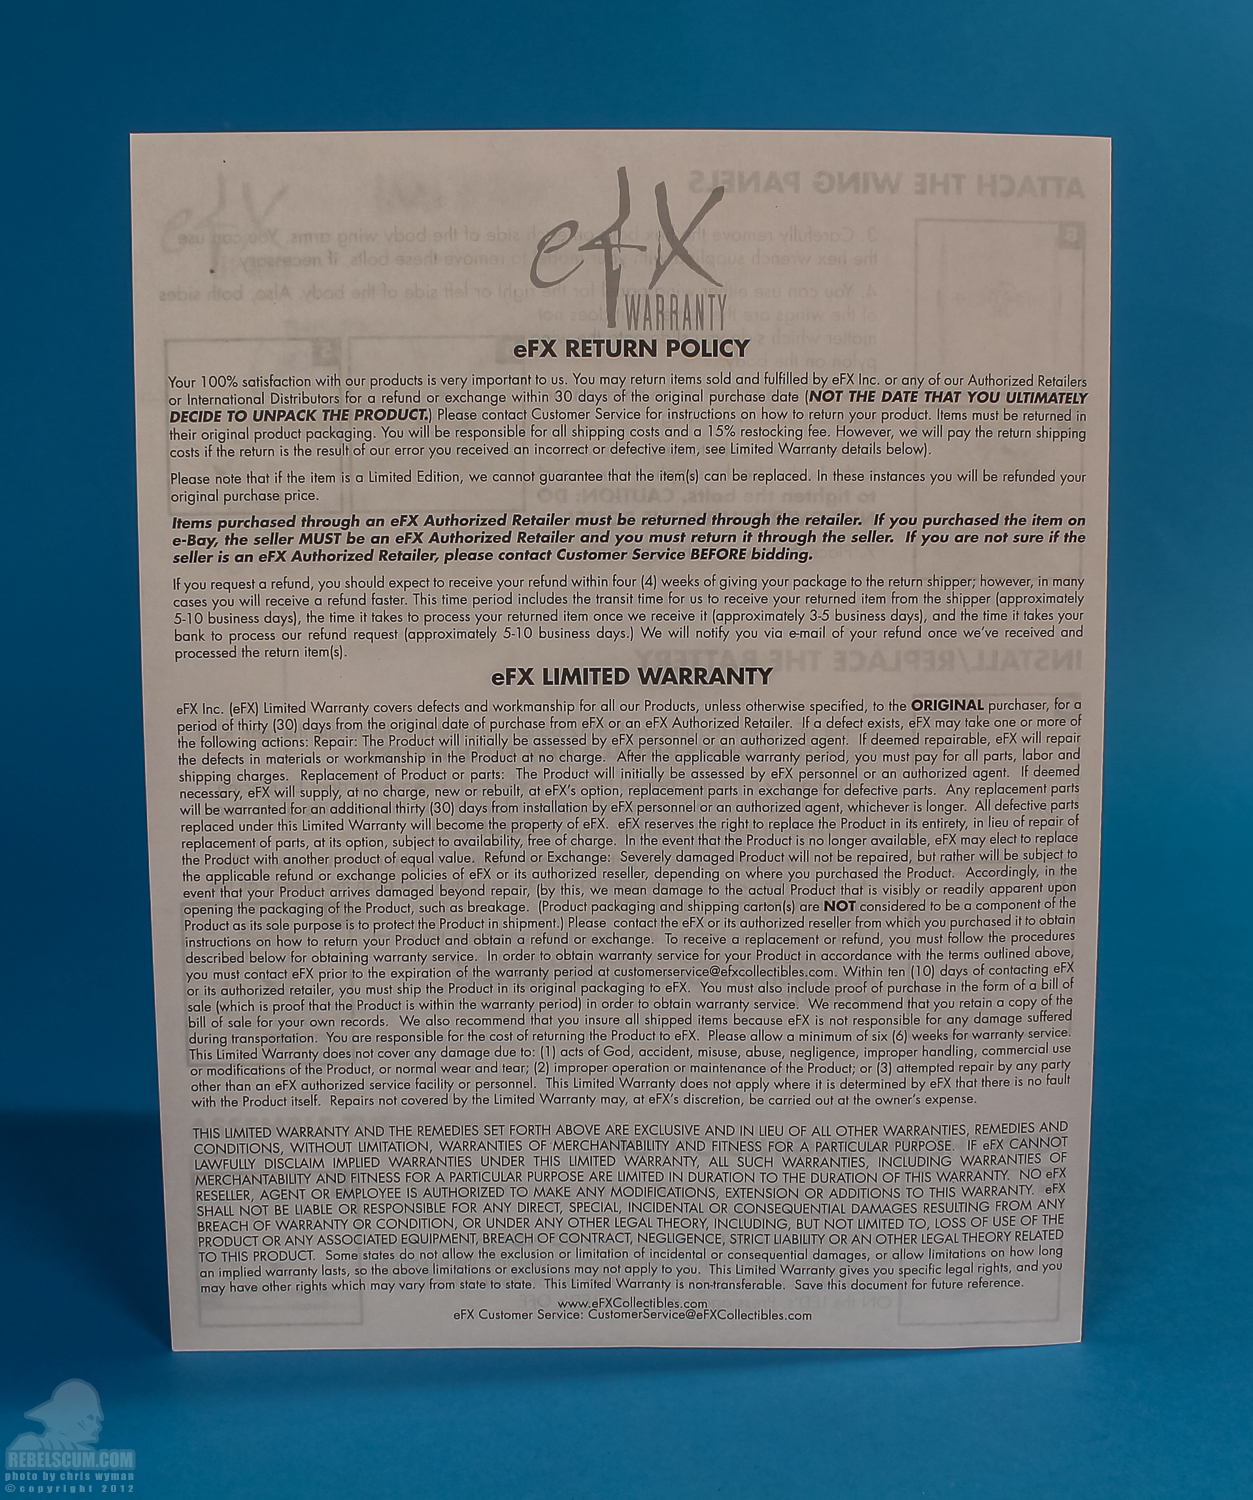 eFX
WARRANTY
eFX RETURN POLICY
Your 100% satisfaction with our products is very important to us. You may return items sold and fulfilled by eFX Inc. or any of our Authorized Retailers
or International Distributors for a refund or exchange within 30 days of the original purchase date (NOT THE DATE THAT YOU ULTIMATELY
DECIDE TO UNPACK THE PRODUCT.) Please contact Customer Service for instructions on how to return your product. Items must be returned in
their original product packaging. You will be responsible for all shipping costs and a 15% restocking fee. However, we will pay the return shipping
costs if the return is the result of our error you received an incorrect or defective item, see Limited Warranty details below).
Please note that if the item is a Limited Edition, we cannot guarantee that the item(s) can be replaced. In these instances you will be refunded your
original purchase price.
Items purchased through an eFX Authorized Retailer must be returned through the retailer. If you purchased the item on
e-Bay, the seller MUST be an eFX Authorized Retailer and you must return it through the seller. If you are not sure if the
seller is an eFX Authorized Retailer, please contact Customer Service BEFORE bidding.
If you request a refund, you should expect to receive your refund within four (4) weeks of giving your package to the return shipper; however, in many
cases you will receive a refund faster. This time period includes the transit time for us to receive your returned item from the shipper (approximately
5-10 business days), the time it takes to process your returned item once we receive it (approximately 3-5 business days), and the time it takes your
bank to process our refund request (approximately 5-10 business days.) We will notify you via e-mail of your refund once we've received and
processed the return item(s).
eFX LIMITED WARRANTY
eFX Inc. (eFX) Limited Warranty covers defects and workmanship for all our Products, unless otherwise specified, to the ORIGINAL purchaser, for a
period of thirty (30) days from the original date of purchase from eFX or an eFX Authorized Retailer. If a defect exists, eFX may take one or more of
the following actions: Repair: The Product will initially be assessed by eFX personnel or an authorized agent. If deemed repairable, eFX will repair
the defects in materials or workmanship in the Product at no charge. After the applicable warranty period, you must pay for all parts, labor and
shipping charges. Replacement of Product or parts: The Product will initially be assessed by eFX personnel or an authorized agent. If deemed
necessary, eFX will supply, at no charge, new or rebuilt, at eFX's option, replacement parts in exchange for defective parts. Any replacement parts
will be warranted for an additional thirty (30) days from installation by eFX personnel or an authorized agent, whichever is longer. All defective parts
replaced under this Limited Warranty will become the property of eFX. eFX reserves the right to replace the Product in its entirety, in lieu of repair of
replacement of parts, at its option, subject to availability, free of charge. In the event that the Product is no longer available, eFX may elect to replace
the Product with another product of equal value. Refund or Exchange: Severely damaged Product will not be repaired, but rather will be subject to
the applicable refund or exchange policies of eFX or its authorized reseller, depending on where you purchased the Product. Accordingly, in the
event that your Product arrives damaged beyond repair, (by this, we mean damage to the actual Product that is visibly or readily apparent upon
opening the packaging of the Product, such as breakage. (Product packaging and shipping carton(s) are NOT considered to be a component of the
Product as its sole purpose is to protect the Product in shipment.) Please contact the eFX or its authorized reseller from which you purchased it to obtain
instructions on how to return your Product and obtain a refund or exchange. To receive a replacement or refund, you must follow the procedures
described below for obtaining warranty service. In order to obtain warranty service for your Product in accordance with the terms outlined above,
you must contact eFX prior to the expiration of the warranty period at customerservice@efxcollectibles.com. Within ten (10) days of contacting eFX
or its authorized retailer, you must ship the Product in its original packaging to eFX. You must also include proof of purchase in the form of a bill of
sale (which is proof that the Product is within the warranty period) in order to obtain warranty service. We recommend that you retain a copy of the
bill of sale for your own records. We also recommend that you insure all shipped items because eFX is not responsible for any damage suffered
during transportation. You are responsible for the cost of returning the Product to eFX. Please allow a minimum of six (6) weeks for warranty service.
This Limited Warranty does not cover any damage due to: (1) acts of God, accident, misuse, abuse, negligence, improper handling, commercial use
or modifications of the Product, or normal wear and tear; (2) improper operation or maintenance of the Product; or (3) attempted repair by any party
other than an eFX authorized service facility or personnel. This Limited Warranty does not apply where it is determined by eFX that there is no fault
with the Product itself. Repairs not covered by the Limited Warranty may, at eFX's discretion, be carried out at the owner's expense.
THIS LIMITED WARRANTY AND THE REMEDIES SET FORTH ABOVE ARE EXCLUSIVE AND IN LIEU OF ALL OTHER WARRANTIES, REMEDIES AND
CONDITIONS, WITHOUT LIMITATION, WARRANTIES OF MERCHANTABILITY AND FITNESS FOR A PARTICULAR PURPOSE. IF eFX CANNOT
LAWFULLY DISCLAIM IMPLIED WARRANTIES UNDER THIS LIMITED WARRANTY, ALL SUCH WARRANTIES, INCLUDING WARRANTIES OF
MERCHANTABILITY AND FITNESS FOR A PARTICULAR PURPOSE ARE LIMITED IN DURATION TO THE DURATION OF THIS WARRANTY. NO eFX
RESELLER, AGENT OR EMPLOYEE IS AUTHORIZED TO MAKE ANY MODIFICATIONS, EXTENSION OR ADDITIONS TO THIS WARRANTY. eFX
SHALL NOT BE LIABLE OR RESPONSIBLE FOR ANY DIRECT, SPECIAL, INCIDENTAL OR CONSEQUENTIAL DAMAGES RESULTING FROM ANY
BREACH OF WARRANTY OR CONDITION, OR UNDER ANY OTHER LEGAL THEORY, INCLUDING, BUT NOT LIMITED TO, LOSS OF USE OF THE
PRODUCT OR ANY ASSOCIATED EQUIPMENT, BREACH OF CONTRACT, NEGLIGENCE, STRICT LIABILITY OR AN OTHER LEGAL THEORY RELATED
TO THIS PRODUCT. Some states do not allow the exclusion or limitation of incidental or consequential damages, or allow limitations on how long
an implied warranty lasts, so the above limitations or exclusions may not apply to you. This Limited Warranty gives you specific legal rights, and you
may have other rights which may vary from state to state. This Limited Warranty is non-transferable. Save this document for future reference.
www.eFXCollectibles.com
eFX Customer Service: CustomerService@eFXCollectibles.com
REBELSCUM.COM
photo by chris wyman
©copyright 2012